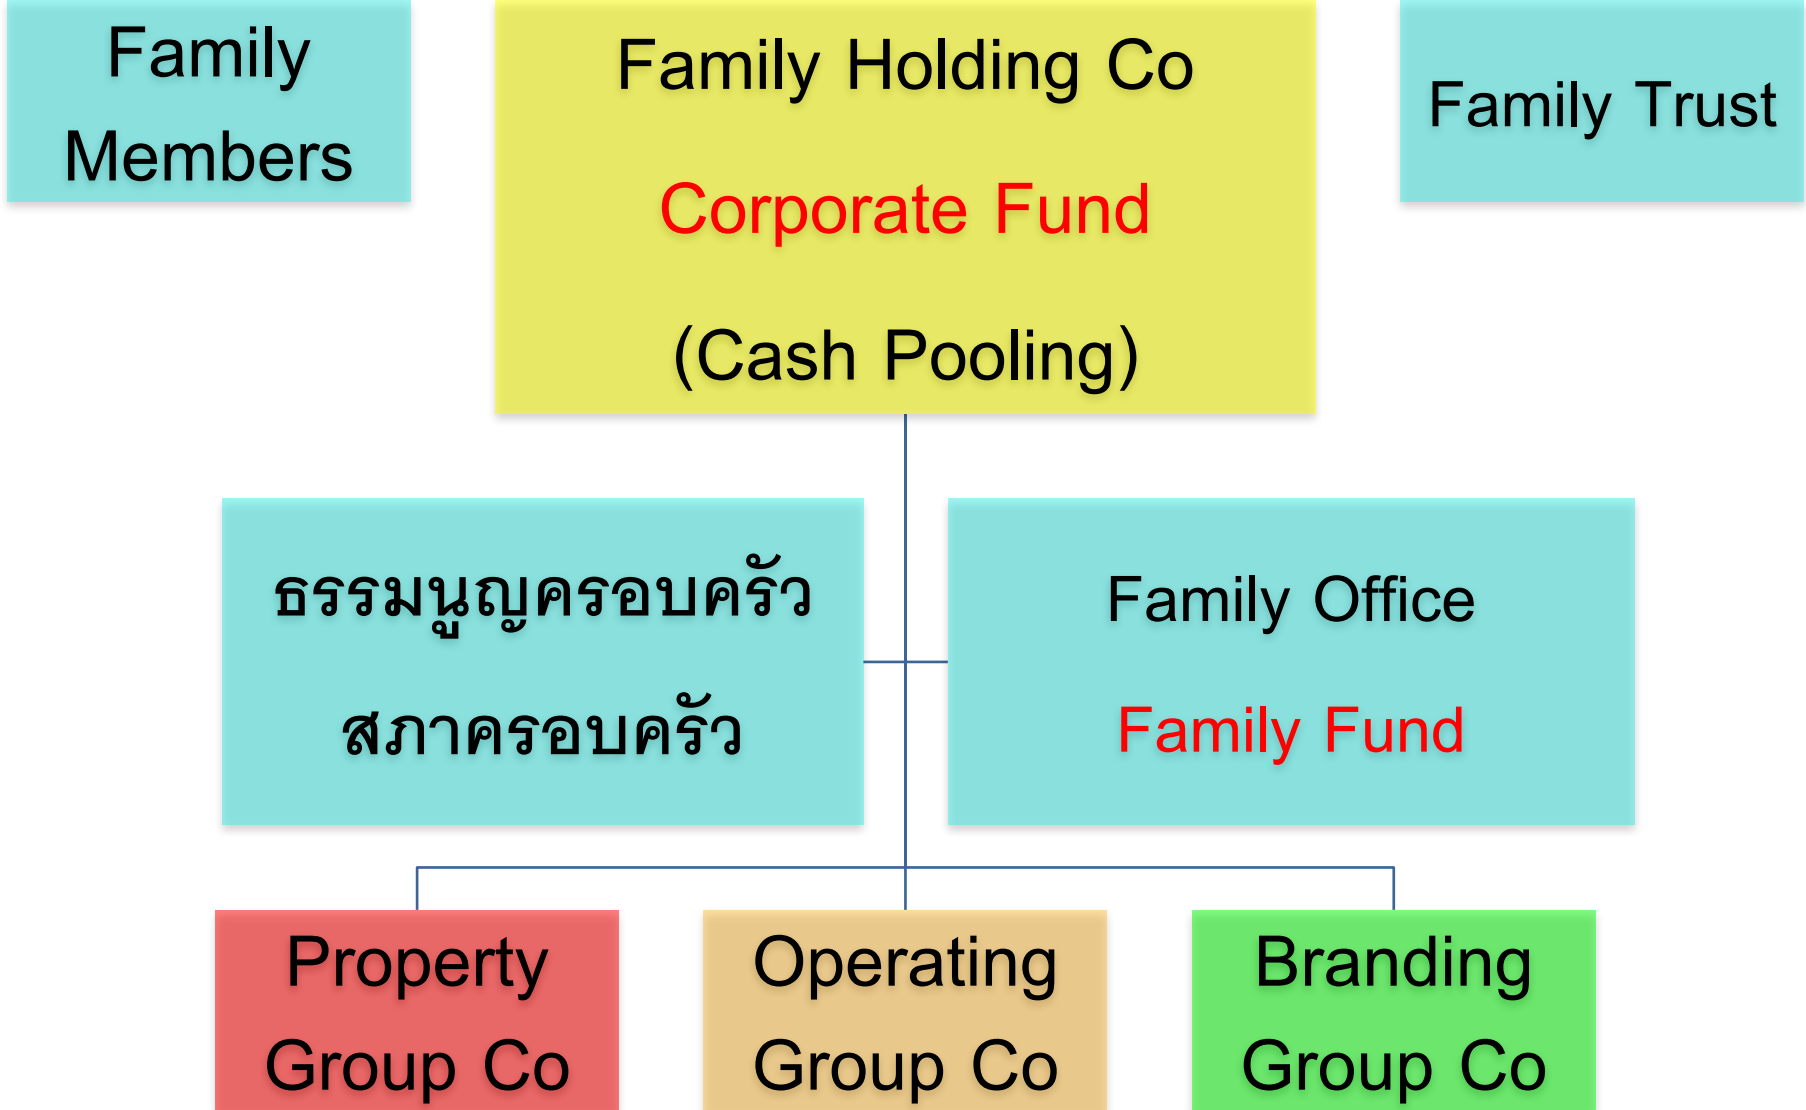 Family
Members
Family Holding Co
Corporate Fund
(Cash Pooling)
Family Trust
ธรรมนูญครอบครัว
สภาครอบครัว
Family Office
Family Fund
Property
Group Co
Operating
Group Co
Branding
Group Co